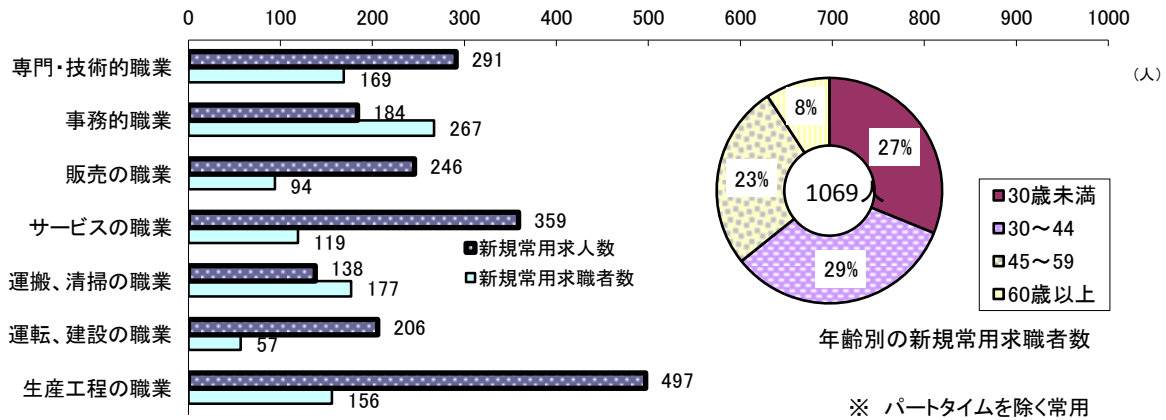 0 100 200 300 400 500 600 700 800 900 1000
(人)
専門・技術的職業 291
169
事務的職業 184
267
販売の職業 246
94
サービスの職業 359
119
運搬、清掃の職業 138
177
運転、建設の職業 206
57
生産工程の職業 497
156
新規常用求人数
新規常用求職者数
8%
27%
23%
29%
1069人
30歳未満
30～44
45～59
60歳以上
年齢別の新規常用求職者数
※ パートタイムを除く常用